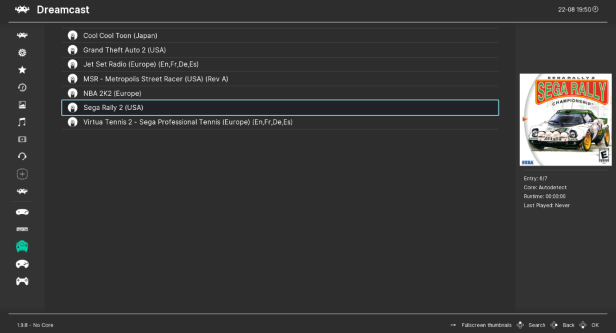 Dreamcast
22-08 19:50
Cool Cool Toon (Japan)
Grand Theft Auto 2 (USA)
Jet Set Radio (Europe) (En,Fr,De,Es)
MSR - Metropolis Street Racer (USA) (Rev A)
NBA 2K2 (Europe)
Sega Rally 2 (USA)
Virtua Tennis 2 - Sega Professional Tennis (Europe) (En,Fr,De,Es)
SEGA RALLY 2
SEGA RALLY
CHAMPIONSHIP
SEGA
E
Entry: 6/7
Core: Autodetect
Runtime: 00:00:00
Last Played: Never
1.9.8 - No Core
Fullscreen thumbnails
Search
Back
OK